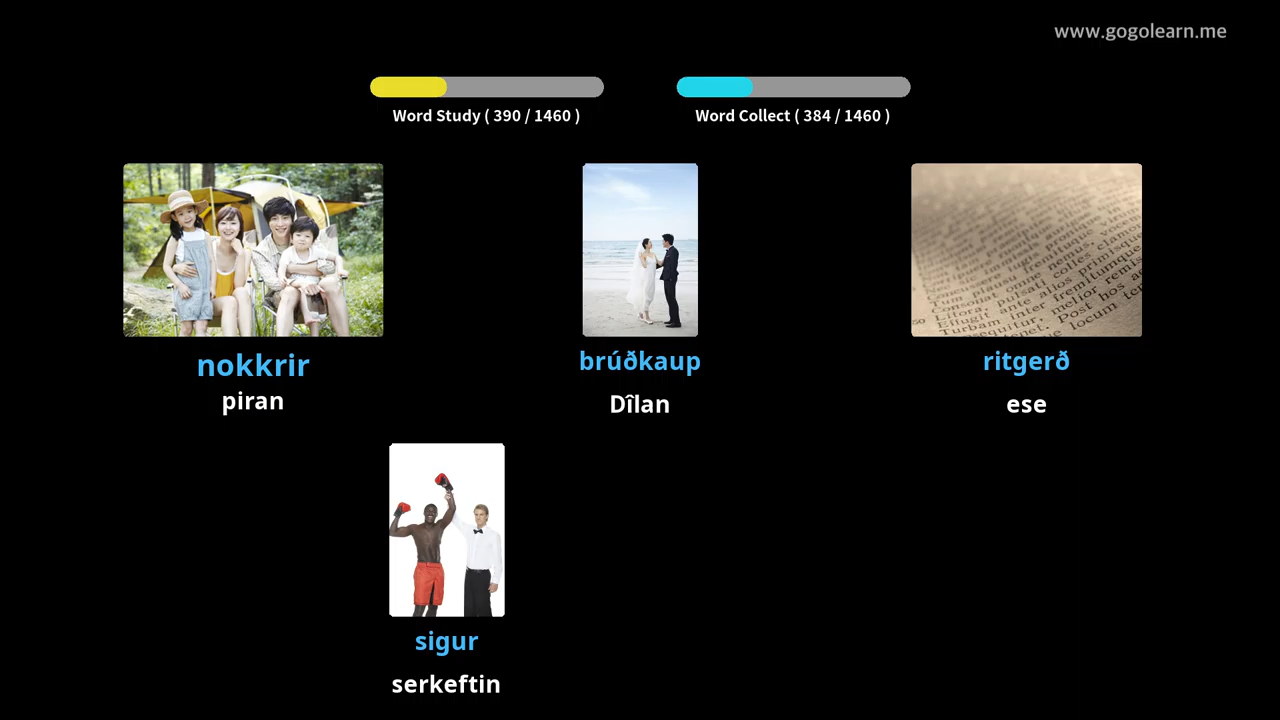 www.gogolearn.me
Word Study ( 390 / 1460 )
Word Collect ( 384 / 1460 )
nokkrir
piran
brúðkaup
Dîlan
ritgerð
ese
sigur
serkeftin